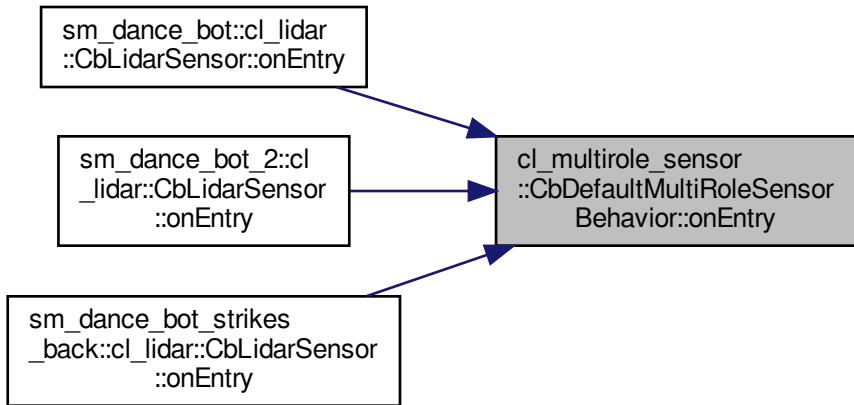 sm_dance_bot::cl_lidar
::CbLidarSensor::onEntry
sm_dance_bot_2::cl
_lidar::CbLidarSensor
::onEntry
sm_dance_bot_strikes
_back::cl_lidar::CbLidarSensor
::onEntry
cl_multirole_sensor
::CbDefaultMultiRoleSensor
Behavior::onEntry